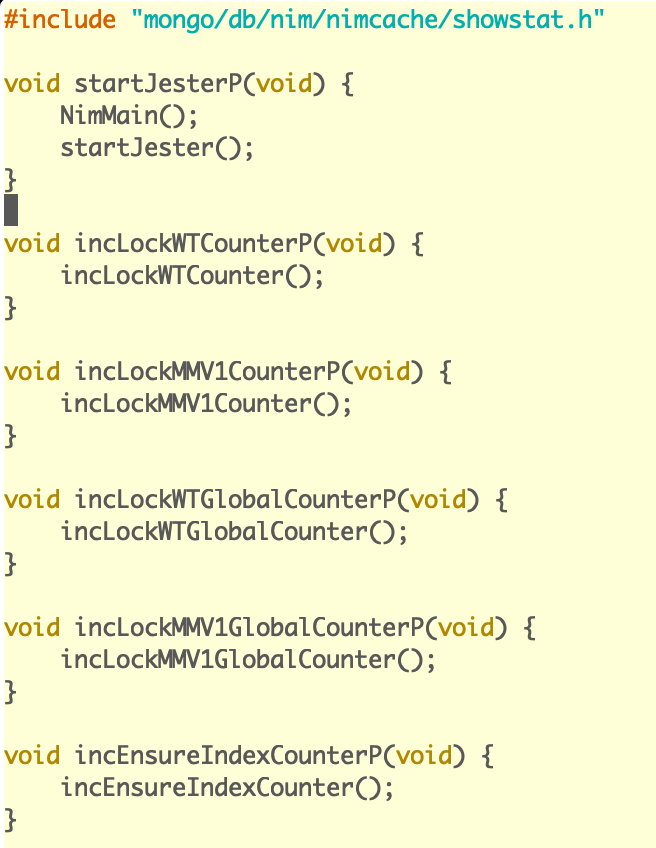 #include "mongo/db/nim/nimcache/showstat.h"
void startJesterP(void) {
NimMain();
startJester();
}
void incLockWTCounterP(void) {
incLockWTCounter();
}
void incLockMMV1CounterP(void) {
incLockMMV1Counter();
}
void incLockWTGlobalCounterP(void) {
incLockWTGlobalCounter();
}
void incLockMMV1GlobalCounterP(void) {
incLockMMV1GlobalCounter();
}
void incEnsureIndexCounterP(void) {
incEnsureIndexCounter();
}